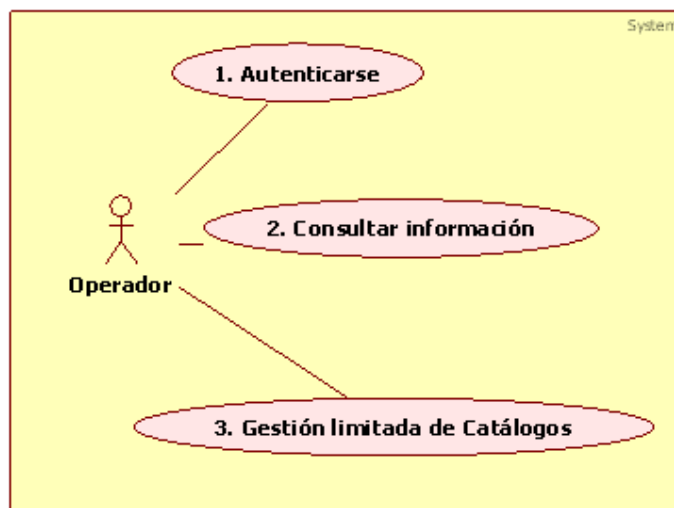 System
1. Autenticarse
2. Consultar información
Operador
3. Gestión limitada de Catálogos